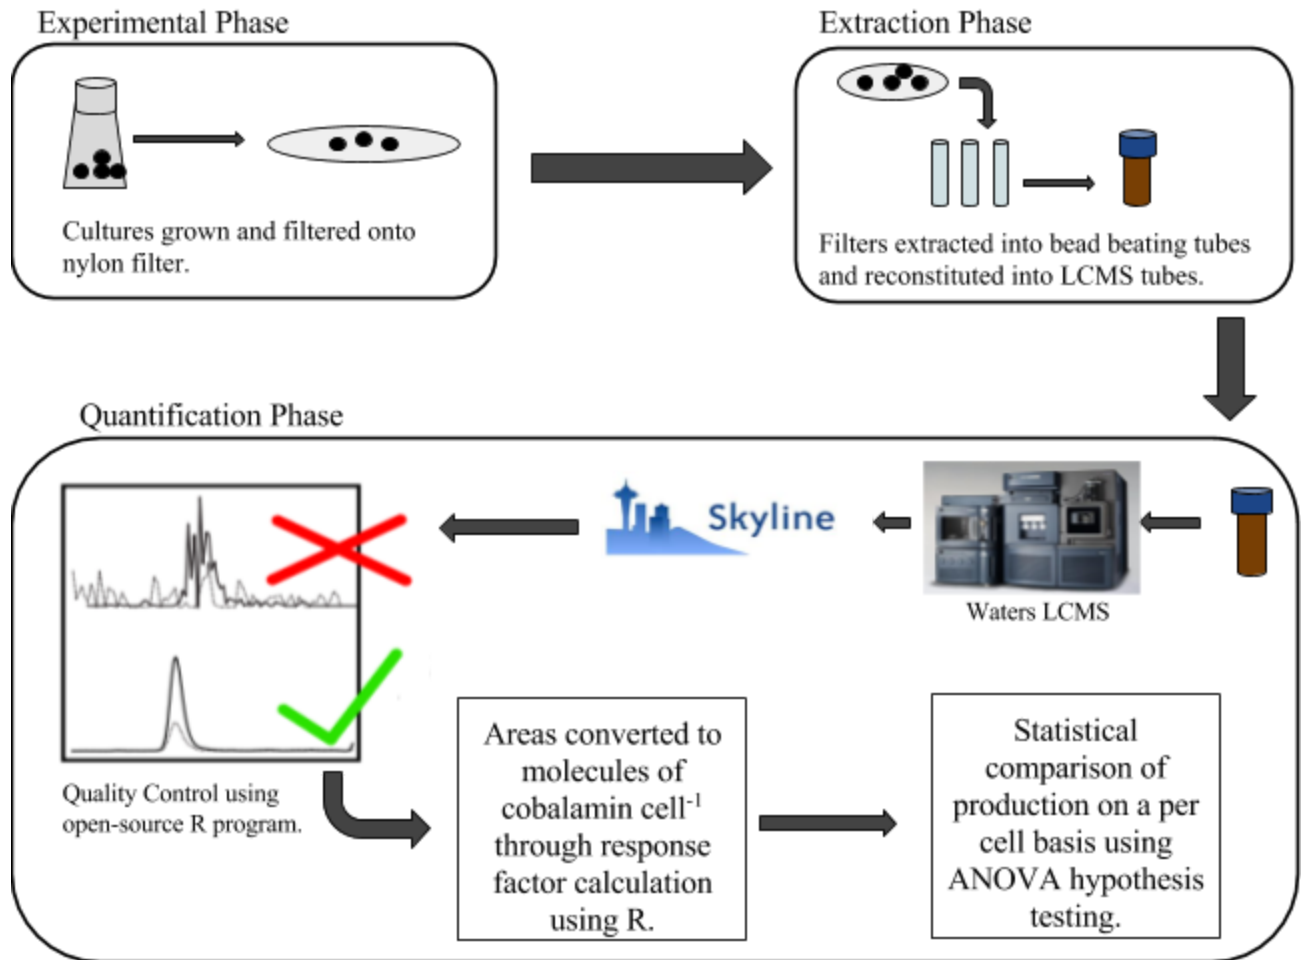 Experimental Phase
Extraction Phase
Cultures grown and filtered onto
nylon filter.
Filters extracted into bead beating tubes
and reconstituted into LCMS tubes.
Quantification Phase
Skyline
Waters LCMS
Quality Control using
open-source R program.
Areas converted to
molecules of
cobalamin cell⁻¹
through response
factor calculation
using R.
Statistical
comparison of
production on a per
cell basis using
ANOVA hypothesis
testing.